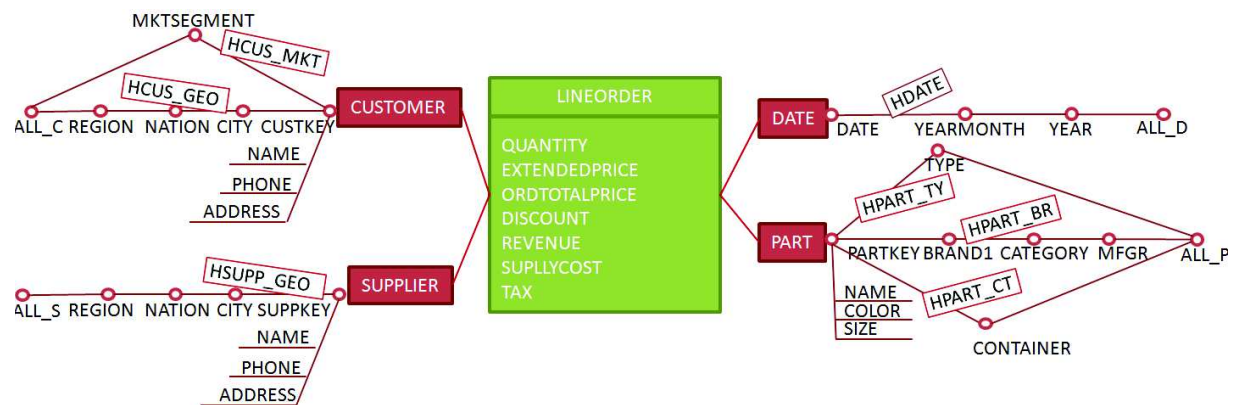 MKTSEGMENT
HCUS_MKT
HCUS_GEO
ALL_C REGION NATION CITY CUSTKEY
NAME
PHONE
ADDRESS
CUSTOMER
HSUPP_GEO
ALL_S REGION NATION CITY SUPPKEY
NAME
PHONE
ADDRESS
SUPPLIER
LINEORDER
QUANTITY
EXTENDEDPRICE
ORDTOTALPRICE
DISCOUNT
REVENUE
SUPLLYCOST
TAX
DATE
HDATE
DATE YEARMONTH YEAR ALL_D
TYPE
HPART_TY
HPART_BR
PART
PARTKEY BRAND1 CATEGORY MFGR ALL_P
HPART_CT
NAME
COLOR
SIZE
CONTAINER